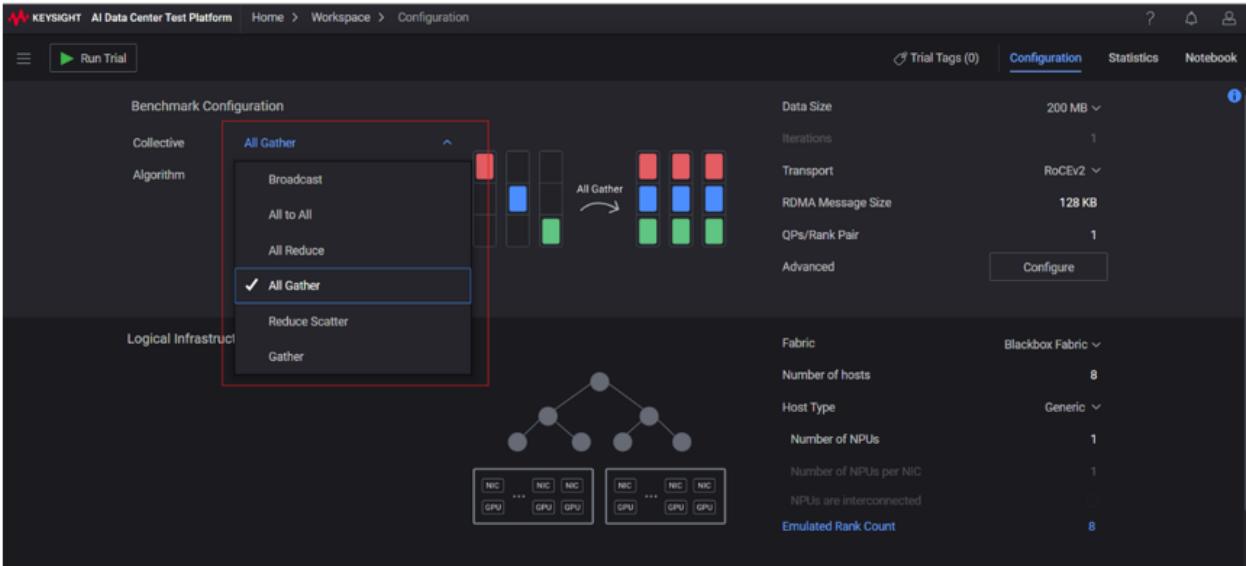 KEYSIGHT AI Data Center Test Platform Home > Workspace > Configuration ?
Run Trial Trial Tags (0) Configuration Statistics Notebook
Benchmark Configuration
Collective All Gather
Algorithm
Broadcast
All to All
All Reduce
All Gather
Reduce Scatter
Gather
All Gather
Data Size 200 MB
Iterations 1
Transport RoCEv2
RDMA Message Size 128 KB
QPs/Rank Pair 1
Advanced Configure
Logical Infrastruct
NIC ... NIC NIC NIC ... NIC NIC
GPU GPU GPU GPU GPU GPU
Fabric Blackbox Fabric
Number of hosts 8
Host Type Generic
Number of NPUs 1
Number of NPUs per NIC 1
NPUs are interconnected
Emulated Rank Count 8